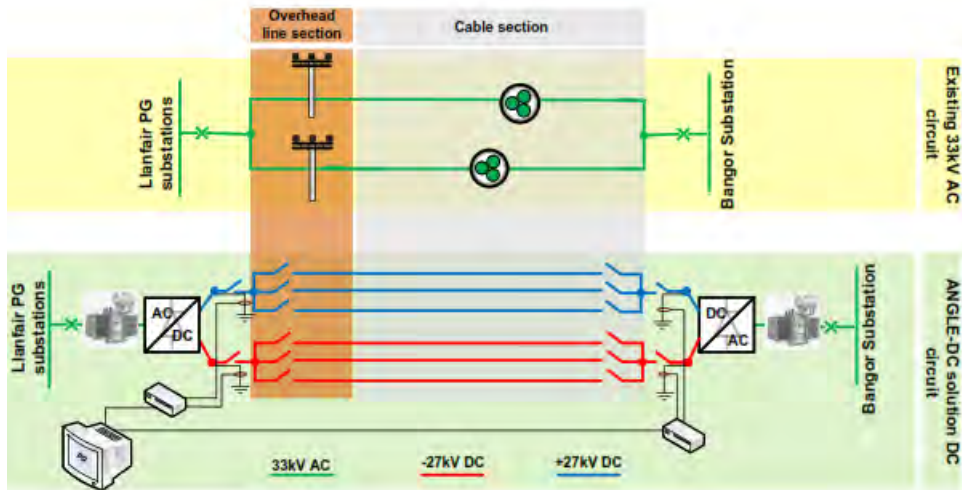 Overhead
line section
Cable section
Llanfair PG
substations
Bangor Substation
Existing 33kV AC
circuit
Llanfair PG
substations
AC
DC
DC
AC
Bangor Substation
ANGLE-DC solution DC
circuit
33kV AC
-27kV DC
+27kV DC